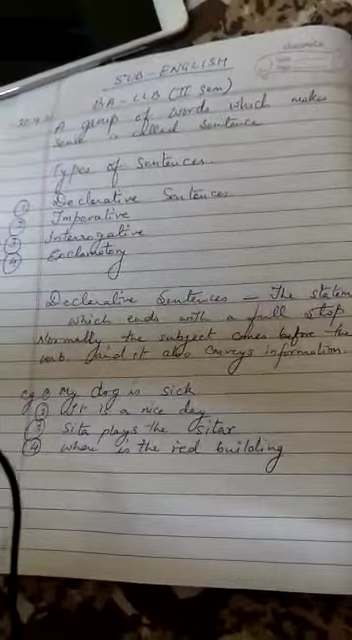 classmate
SUB-ENGLISH
BA-LLB (II Sem)
A group of words which makes
sense is called sentence
Types of sentences
① Declarative Sentences
② Imperative
③ Interrogative
④ Exclamatory
Declarative Sentences — The statem
which ends with a full stop
Normally the subject comes before the
verb. and it also conveys information.
eg ① My dog is sick
② It is a nice day
③ Sita plays the sitar
④ where is the red building